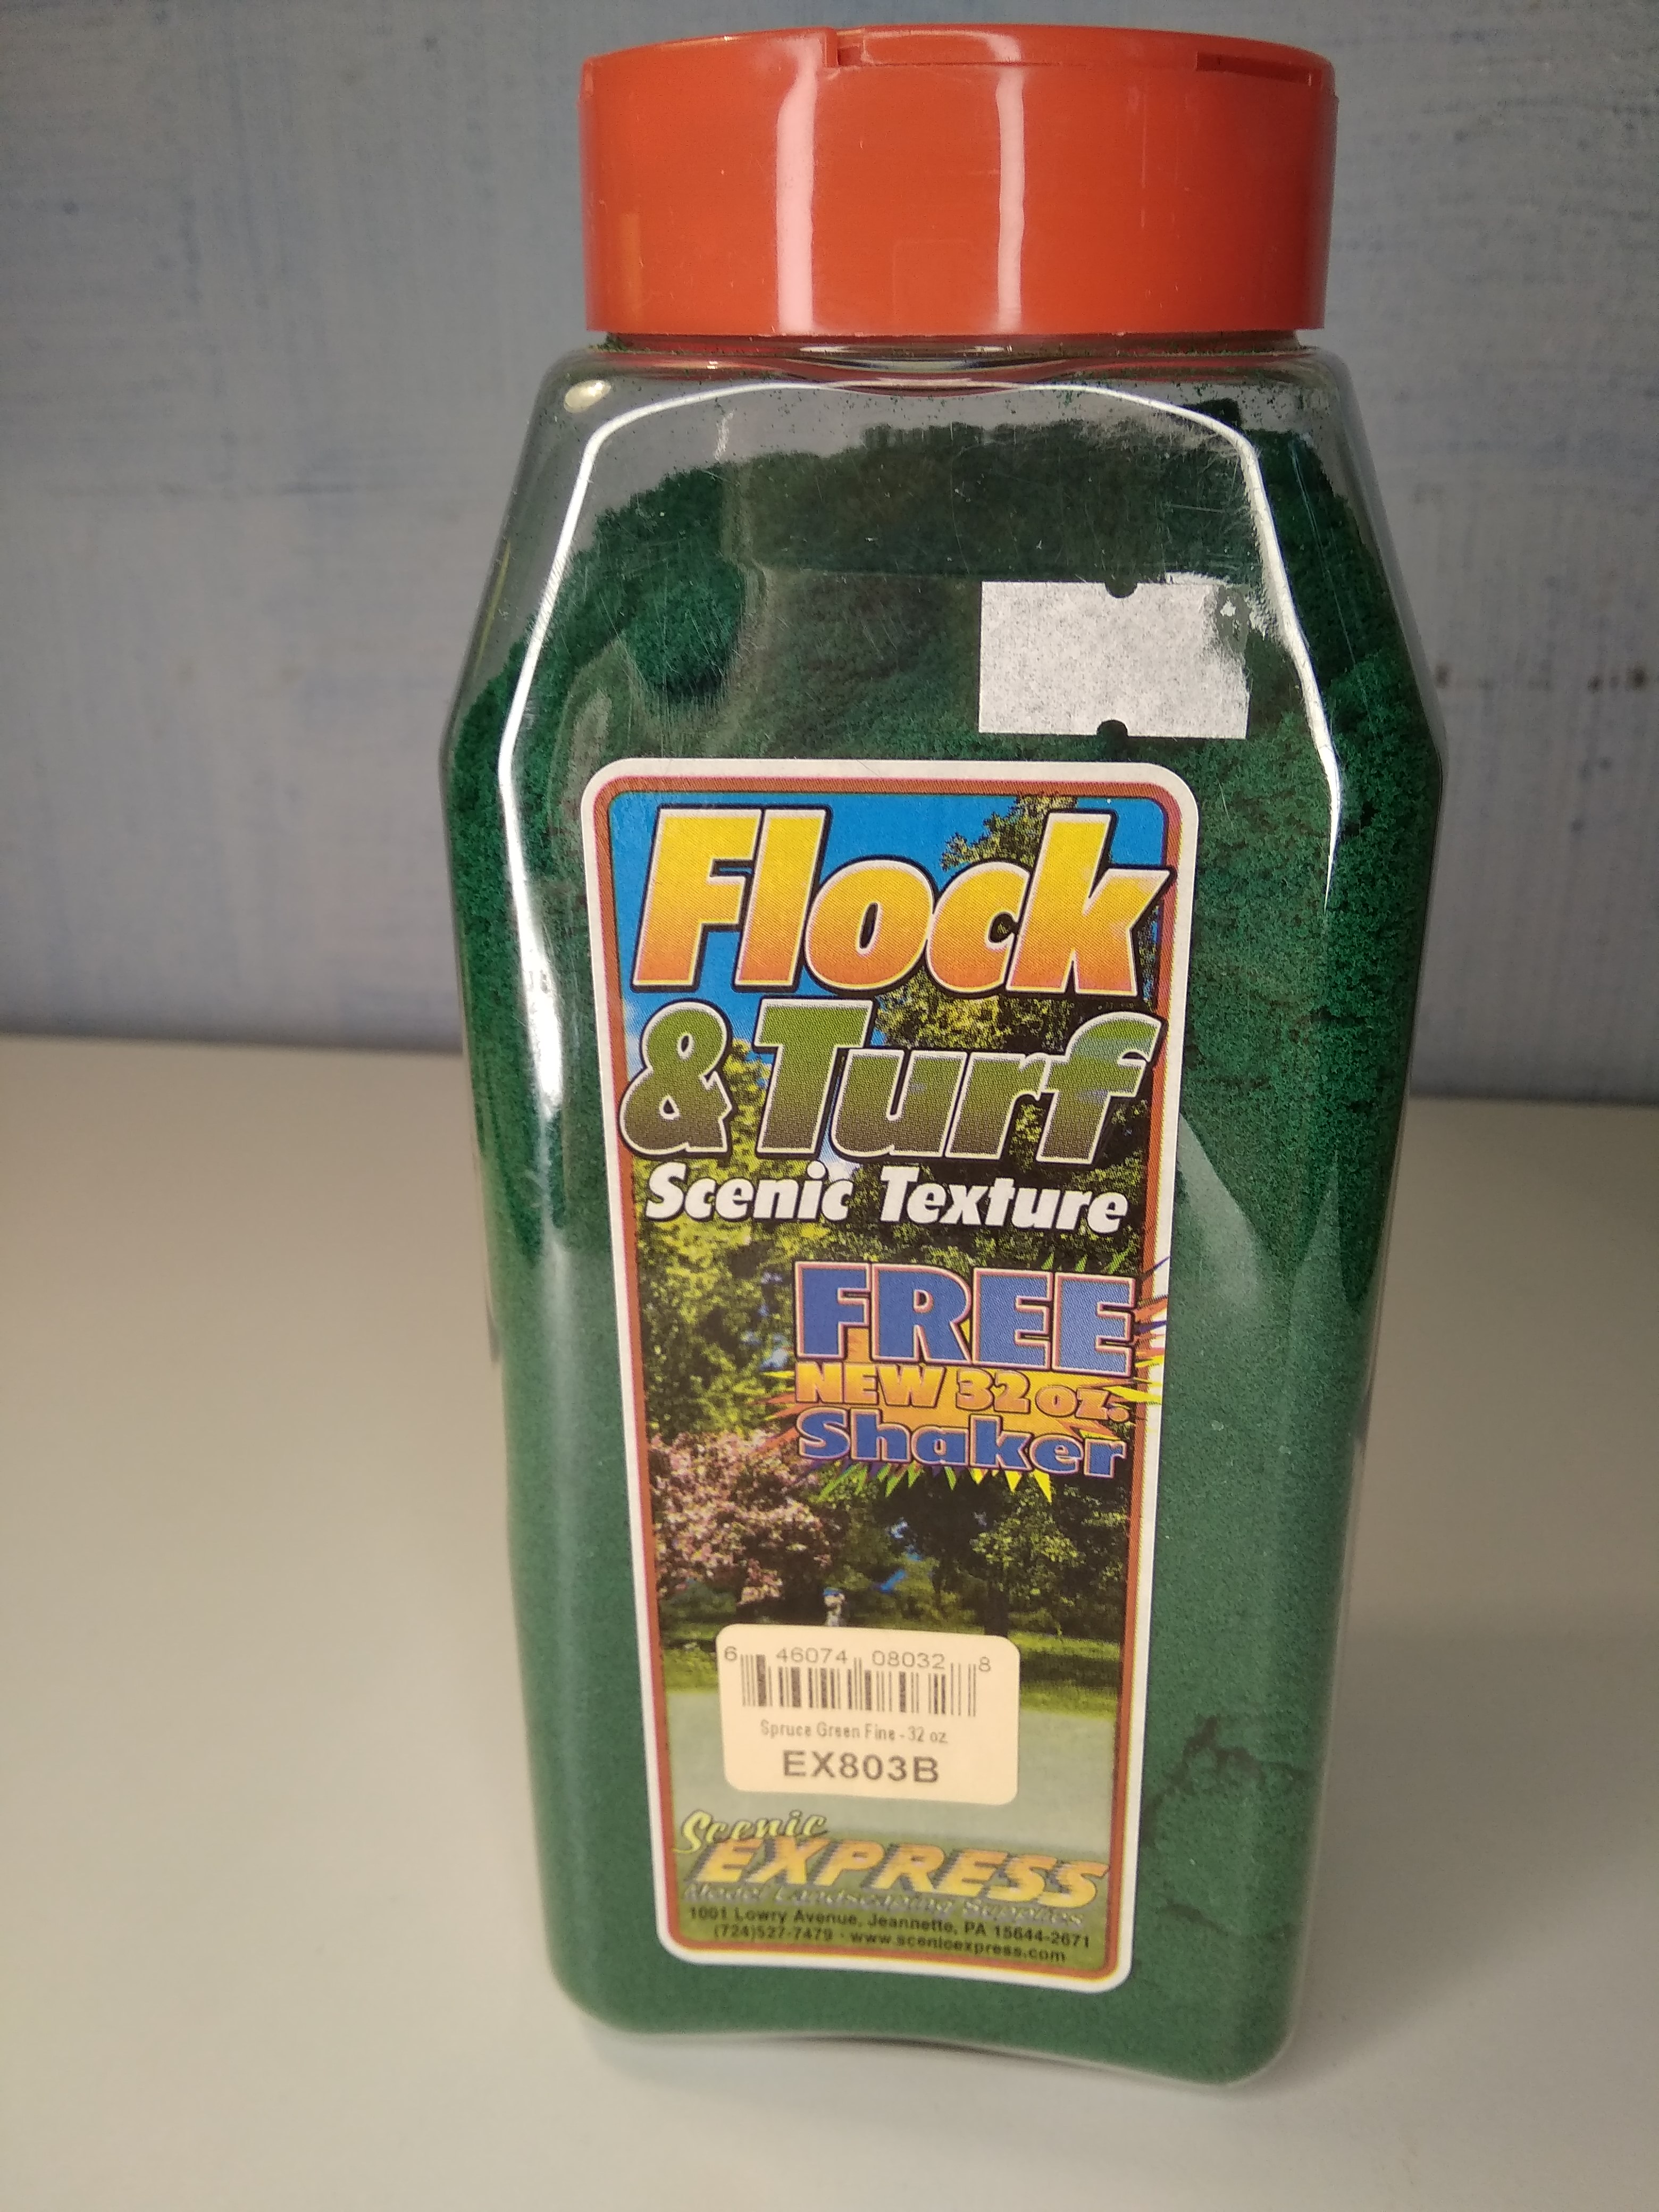 Flock
& Turf
Scenic Texture
FREE
NEW 32 oz.
Shaker
6 46074 08032 8
Spruce Green Fine - 32 oz
EX803B
Scenic
EXPRESS
Model Landscaping Supplies
1001 Lowry Avenue, Jeannette, PA 15644-2671
(724)527-7479 · www.scenicexpress.com